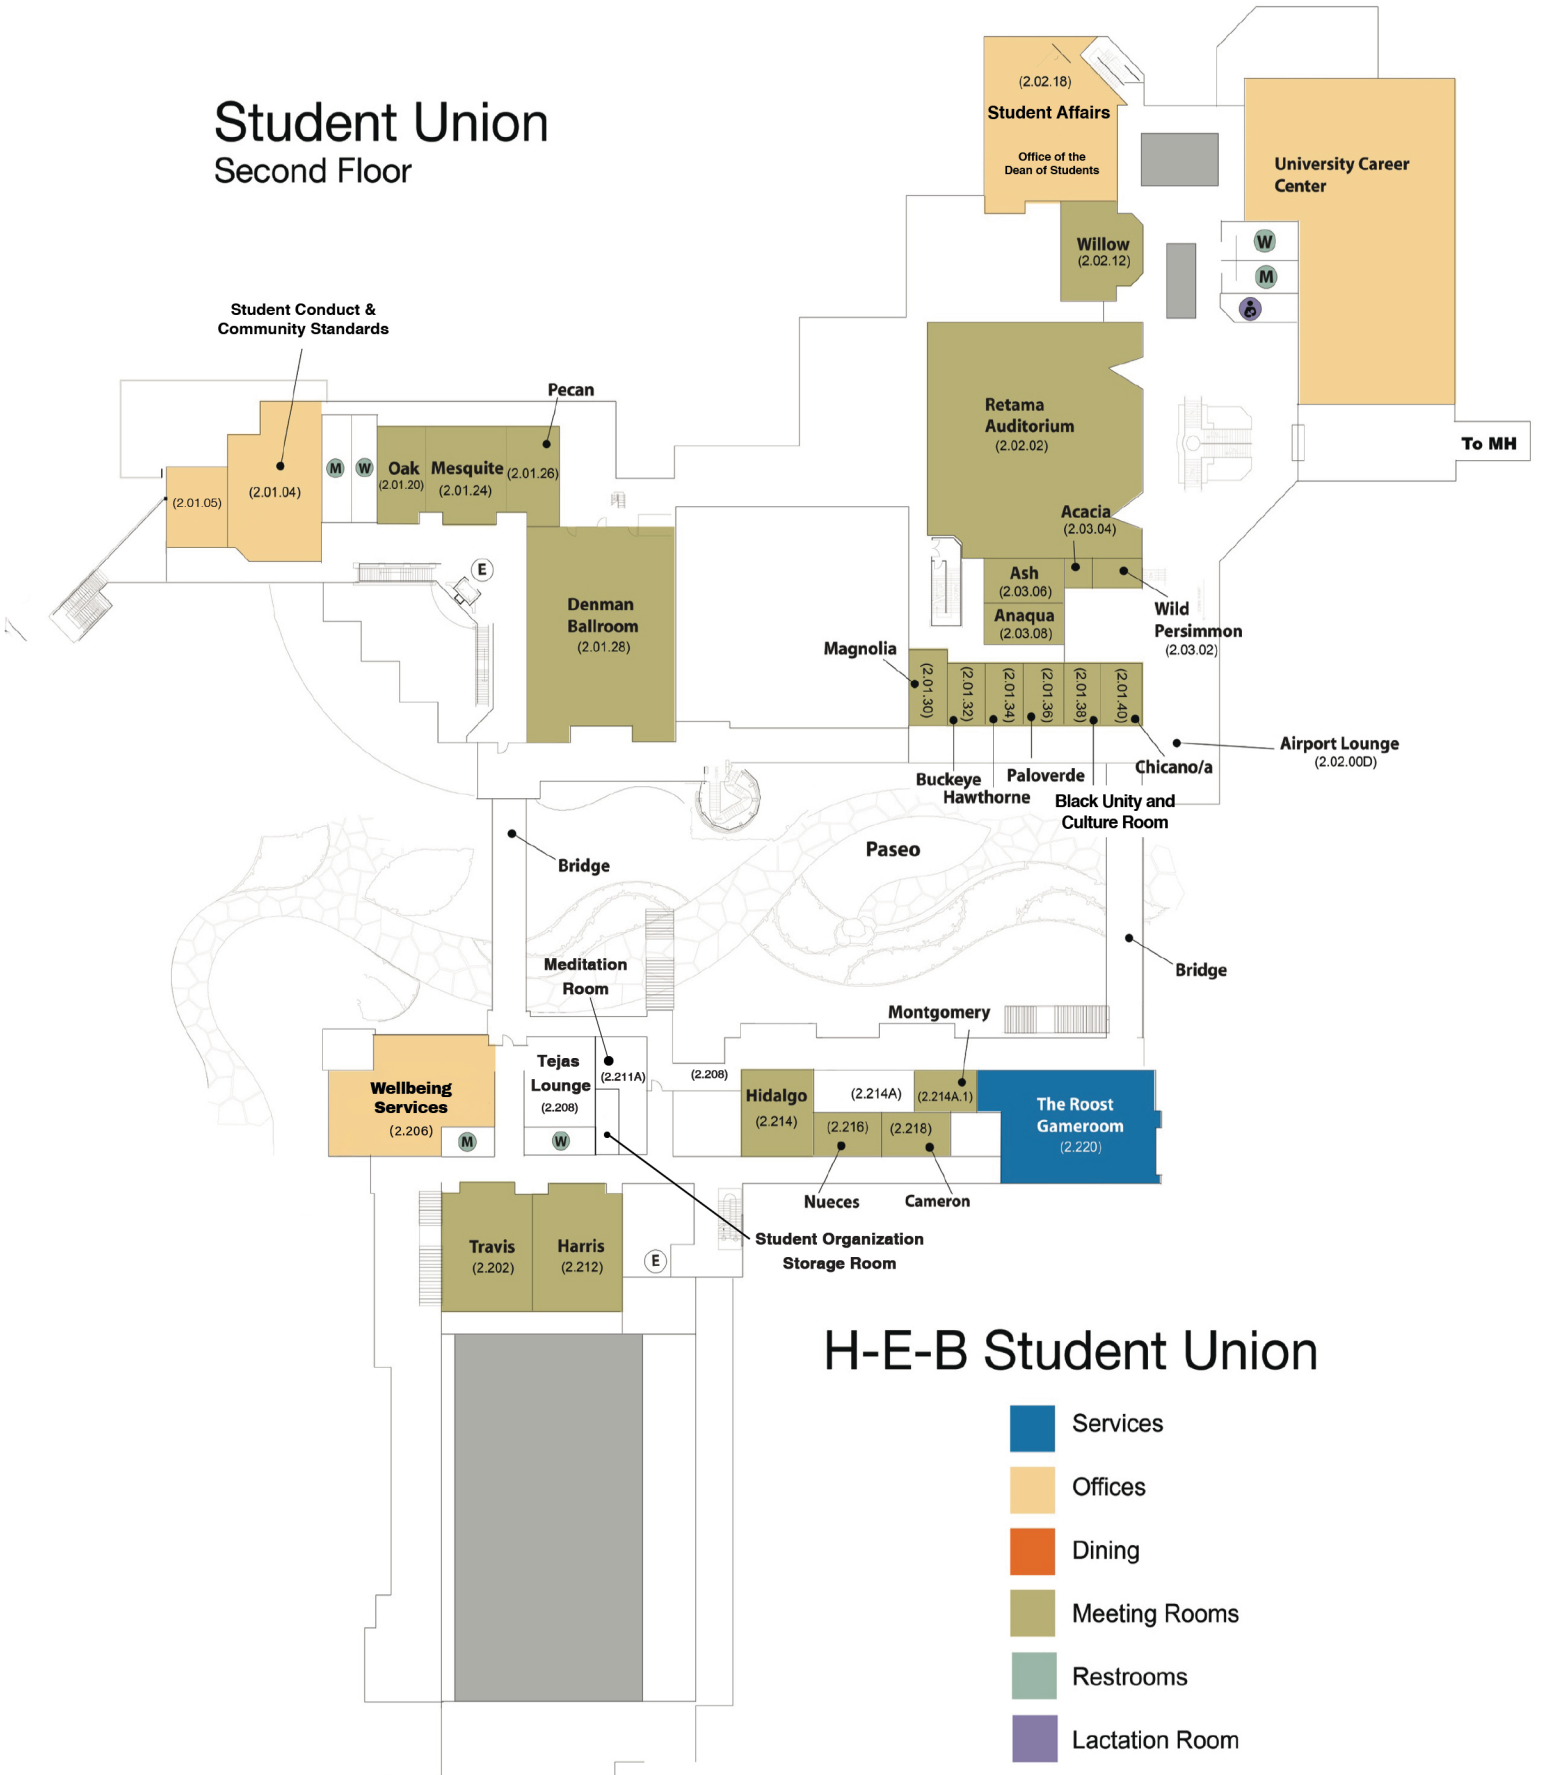 Student Union
Second Floor
(2.02.18)
Student Affairs
Office of the
Dean of Students
University Career
Center
Willow
(2.02.12)
W
M
Student Conduct &
Community Standards
Pecan
Retama
Auditorium
(2.02.02)
To MH
M
W
Oak
(2.01.20)
Mesquite
(2.01.24)
(2.01.26)
(2.01.04)
(2.01.05)
Acacia
(2.03.04)
E
Ash
(2.03.06)
Anaqua
(2.03.08)
Wild
Persimmon
(2.03.02)
Denman
Ballroom
(2.01.28)
Magnolia
(2.01.30)
(2.01.32)
(2.01.34)
(2.01.36)
(2.01.38)
(2.01.40)
Airport Lounge
(2.02.00D)
Buckeye
Hawthorne
Paloverde
Chicano/a
Black Unity and
Culture Room
Paseo
Bridge
Bridge
Meditation
Room
Montgomery
Tejas
Lounge
(2.208)
(2.211A)
(2.208)
Wellbeing
Services
(2.206)
M
W
Hidalgo
(2.214)
(2.214A)
(2.214A.1)
(2.216)
(2.218)
The Roost
Gameroom
(2.220)
Nueces
Cameron
Student Organization
Storage Room
Travis
(2.202)
Harris
(2.212)
E
H-E-B Student Union
Services
Offices
Dining
Meeting Rooms
Restrooms
Lactation Room